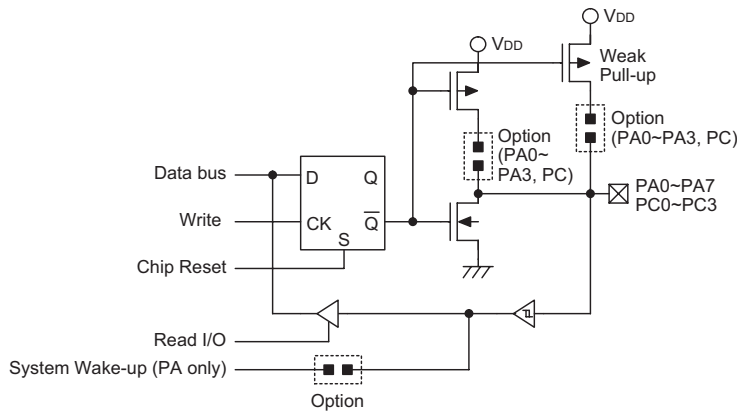 VDD
VDD
Weak
Pull-up
Option
(PA0~
PA3, PC)
Option
(PA0~PA3, PC)
Data bus
D
Q
PA0~PA7
PC0~PC3
Write
CK
Q
S
Chip Reset
Read I/O
System Wake-up (PA only)
Option